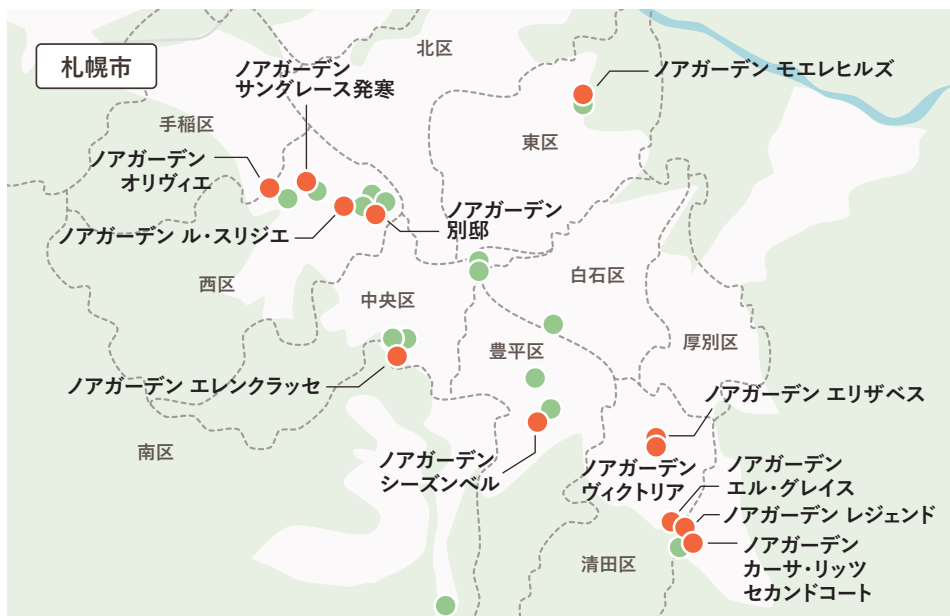 札幌市
北区
ノアガーデン
サングレース発寒
ノアガーデン モエレヒルズ
手稲区
東区
ノアガーデン
オリヴィエ
ノアガーデン ル・スリジエ
ノアガーデン
別邸
西区
中央区
白石区
豊平区
厚別区
ノアガーデン エレンクラッセ
ノアガーデン エリザベス
南区
ノアガーデン
シーズンベル
ノアガーデン
ヴィクトリア
ノアガーデン
エル・グレイス
ノアガーデン レジェンド
清田区
ノアガーデン
カーサ・リッツ
セカンドコート